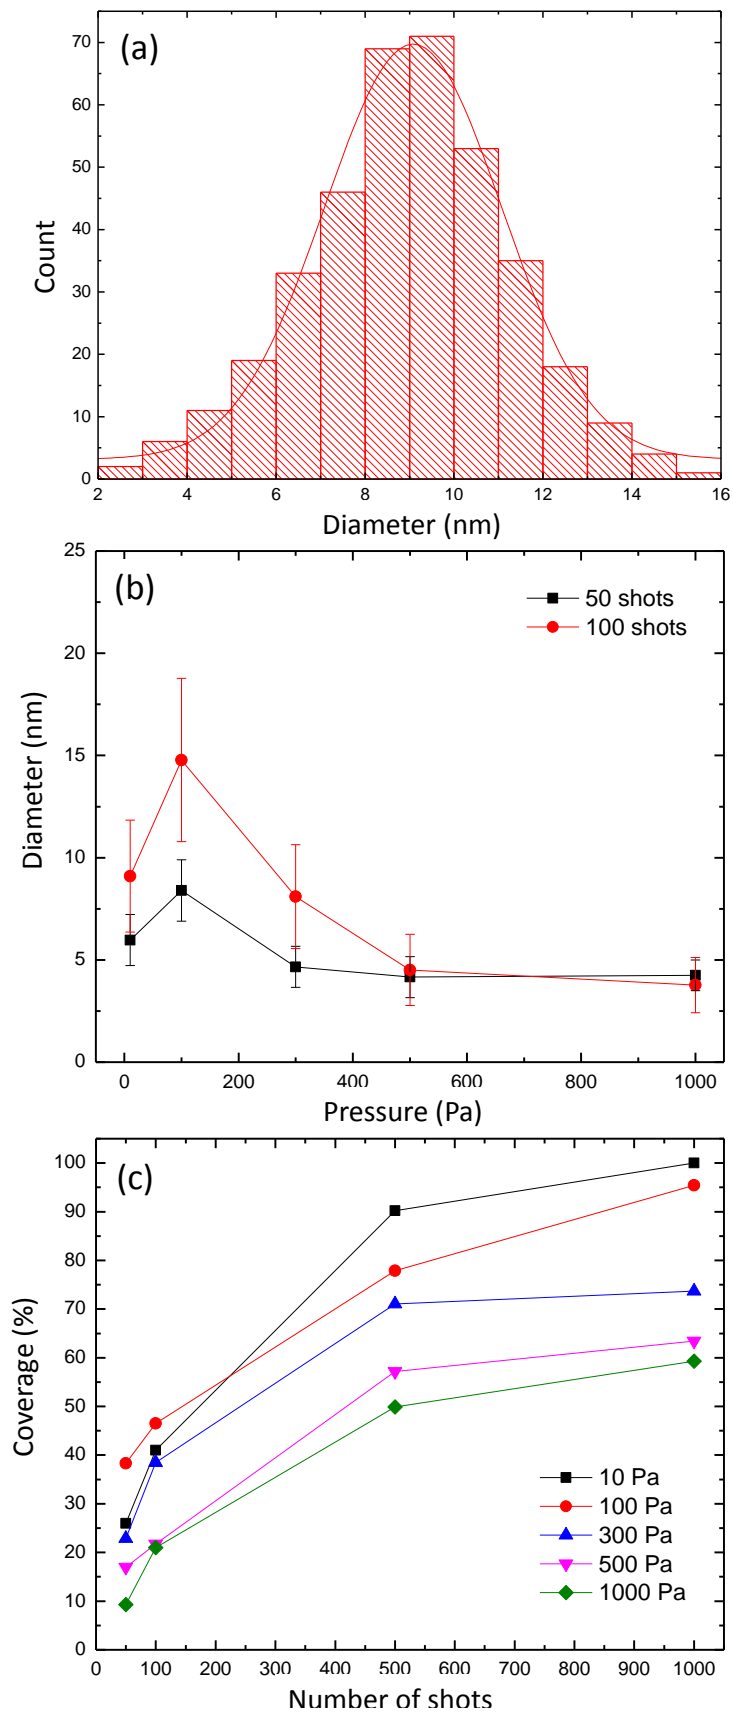 (a)
70
60
50
40
30
20
10
0
Count
2 4 6 8 10 12 14 16
Diameter (nm)
(b)
50 shots
100 shots
25
20
15
10
5
0
Diameter (nm)
0 200 400 600 800 1000
Pressure (Pa)
(c)
100
90
80
70
60
50
40
30
20
10
0
Coverage (%)
10 Pa
100 Pa
300 Pa
500 Pa
1000 Pa
0 100 200 300 400 500 600 700 800 900 1000
Number of shots